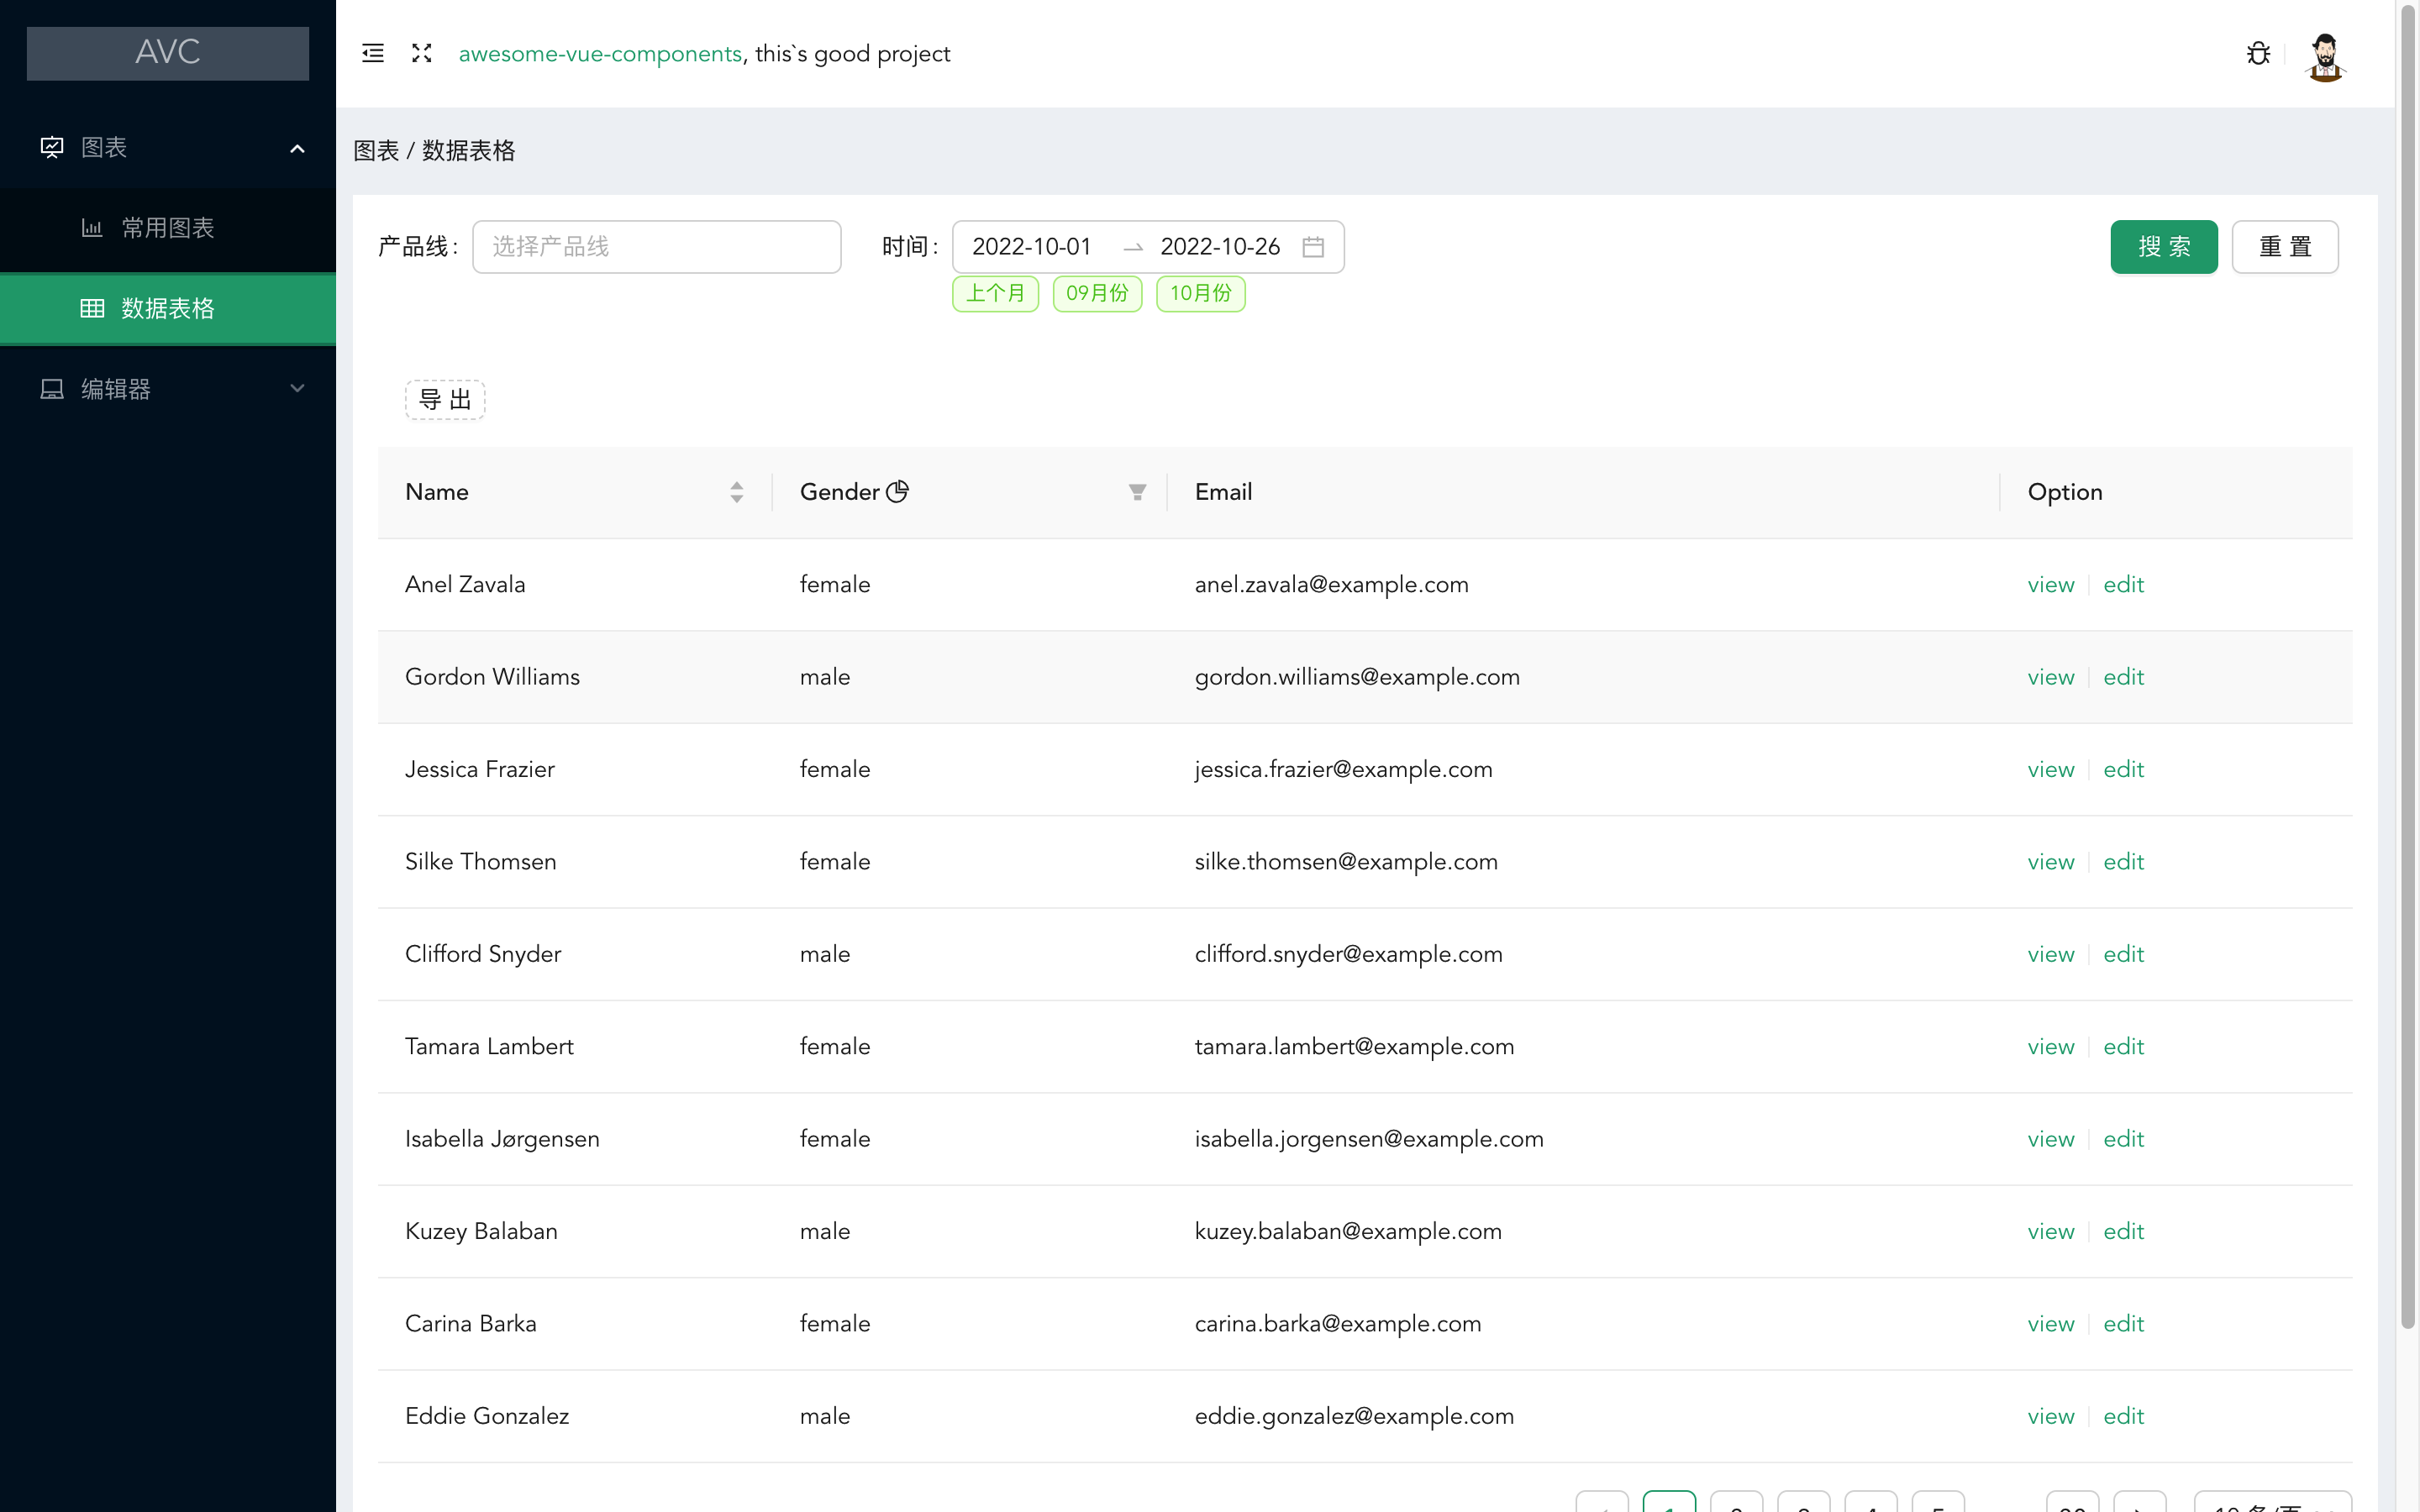 AVC
图表
常用图表
数据表格
编辑器
awesome-vue-components, this`s good project
图表 / 数据表格
产品线: 选择产品线 时间: 2022-10-01 → 2022-10-26 搜 索 重 置
上个月 09月份 10月份
导 出
Name Gender Email Option
Anel Zavala female anel.zavala@example.com view edit
Gordon Williams male gordon.williams@example.com view edit
Jessica Frazier female jessica.frazier@example.com view edit
Silke Thomsen female silke.thomsen@example.com view edit
Clifford Snyder male clifford.snyder@example.com view edit
Tamara Lambert female tamara.lambert@example.com view edit
Isabella Jørgensen female isabella.jorgensen@example.com view edit
Kuzey Balaban male kuzey.balaban@example.com view edit
Carina Barka female carina.barka@example.com view edit
Eddie Gonzalez male eddie.gonzalez@example.com view edit